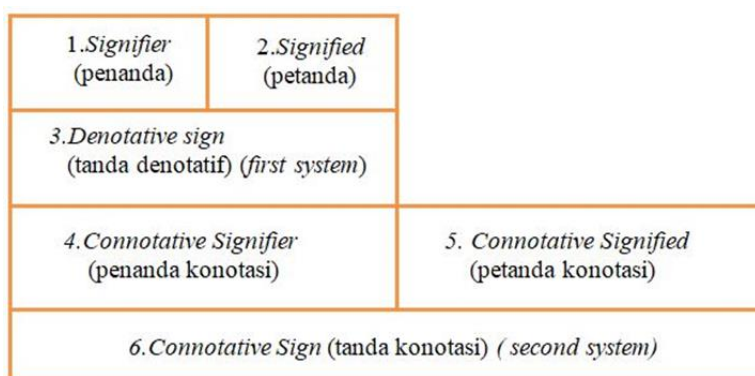 1.Signifier
(penanda)
2.Signified
(petanda)
3.Denotative sign
(tanda denotatif) (first system)
4.Connotative Signifier
(penanda konotasi)
5. Connotative Signified
(petanda konotasi)
6.Connotative Sign (tanda konotasi) ( second system)